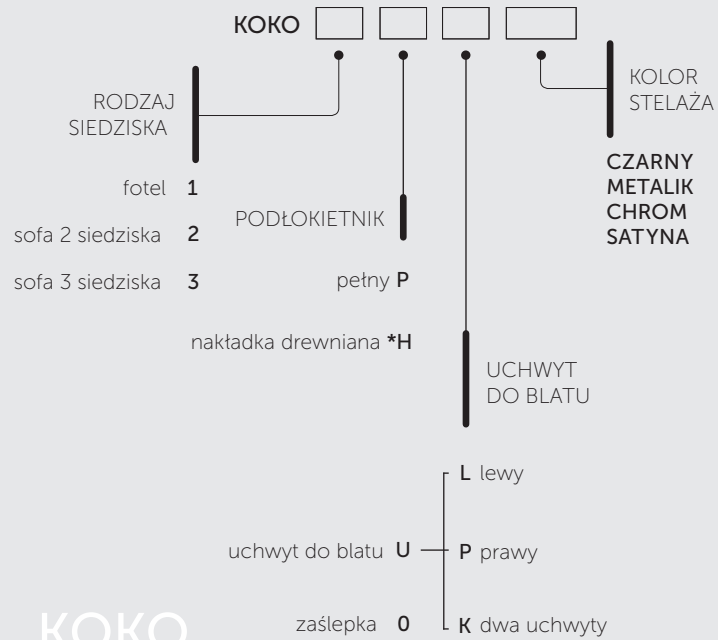 KOKO
RODZAJ
SIEDZISKA
KOLOR
STELAŻA
CZARNY
METALIK
CHROM
SATYNA
fotel 1
sofa 2 siedziska 2
sofa 3 siedziska 3
PODŁOKIETNIK
pełny P
nakładka drewniana *H
UCHWYT
DO BLATU
L lewy
uchwyt do blatu U
P prawy
zaślepka 0
K dwa uchwyty
KOKO